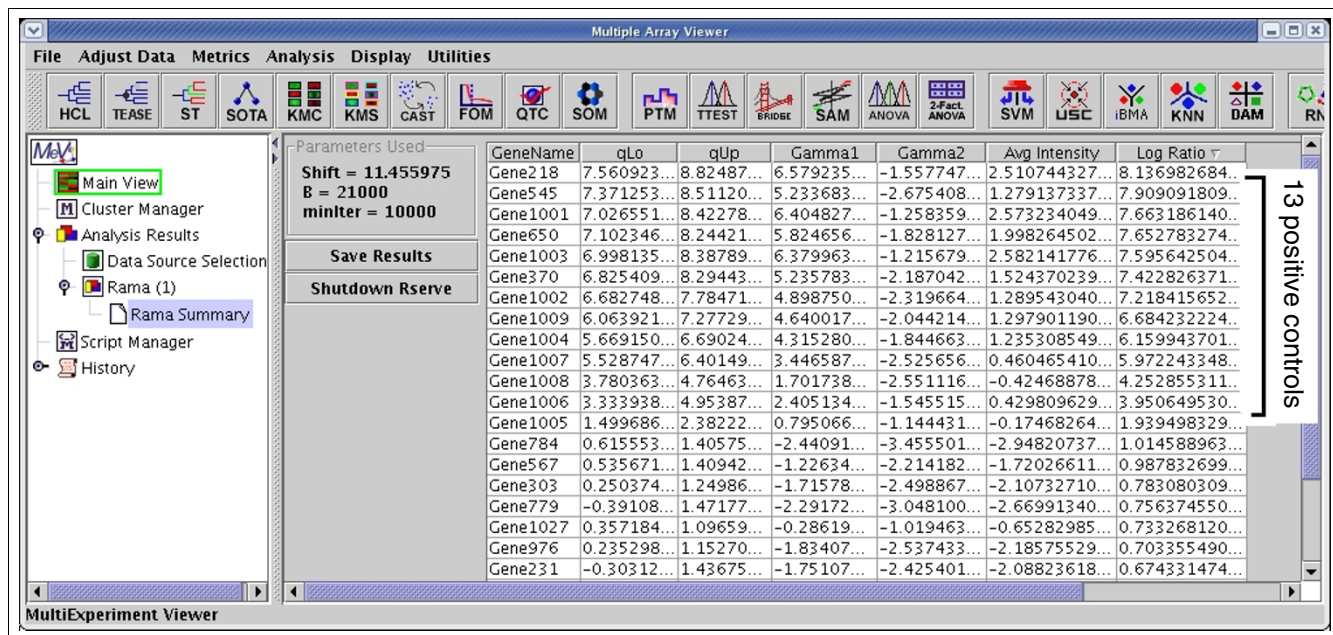 Multiple Array Viewer
File Adjust Data Metrics Analysis Display Utilities
HCL TEASE ST SOTA KMC KMS CAST FOM QTC SOM PTM TTEST BRIDGE SAM ANOVA 2-Fact. ANOVA SVM USC iBMA KNN DAM RN
MeV
Main View
Cluster Manager
Analysis Results
Data Source Selection
Rama (1)
Rama Summary
Script Manager
History
Parameters Used
Shift = 11.455975
B = 21000
minIter = 10000
Save Results
Shutdown Rserve
GeneName qLo qUp Gamma1 Gamma2 Avg Intensity Log Ratio
Gene218 7.560923... 8.82487... 6.579235... -1.557747... 2.510744327... 8.136982684...
Gene545 7.371253... 8.51120... 5.233683... -2.675408... 1.279137337... 7.909091809...
Gene1001 7.026551... 8.42278... 6.404827... -1.258359... 2.573234049... 7.663186140...
Gene650 7.102346... 8.24421... 5.824656... -1.828127... 1.998264502... 7.652783274...
Gene1003 6.998135... 8.38789... 6.379963... -1.215679... 2.582141776... 7.595642504...
Gene370 6.825409... 8.29443... 5.235783... -2.187042... 1.524370239... 7.422826371...
Gene1002 6.682748... 7.78471... 4.898750... -2.319664... 1.289543040... 7.218415652...
Gene1009 6.063921... 7.27729... 4.640017... -2.044214... 1.297901190... 6.684232224...
Gene1004 5.669150... 6.69024... 4.315280... -1.844663... 1.235308549... 6.159943701...
Gene1007 5.528747... 6.40149... 3.446587... -2.525656... 0.460465410... 5.972243348...
Gene1008 3.780363... 4.76463... 1.701738... -2.551116... -0.42468878... 4.252855311...
Gene1006 3.333938... 4.95387... 2.405134... -1.545515... 0.429809629... 3.950649530...
Gene1005 1.499686... 2.38222... 0.795066... -1.144431... -0.17468264... 1.939498329...
Gene784 0.615553... 1.40575... -2.44091... -3.455501... -2.94820737... 1.014588963...
Gene567 0.535671... 1.40942... -1.22634... -2.214182... -1.72026611... 0.987832699...
Gene303 0.250374... 1.24986... -1.71578... -2.498867... -2.10732710... 0.783080309...
Gene779 -0.39108... 1.47177... -2.29172... -3.048100... -2.66991340... 0.756374550...
Gene1027 0.357184... 1.09659... -0.28619... -1.019463... -0.65282985... 0.733268120...
Gene976 0.235298... 1.15270... -1.83407... -2.537433... -2.18575529... 0.703355490...
Gene231 -0.30312... 1.43675... -1.75107... -2.425401... -2.08823618... 0.674331474...
13 positive controls
MultiExperiment Viewer